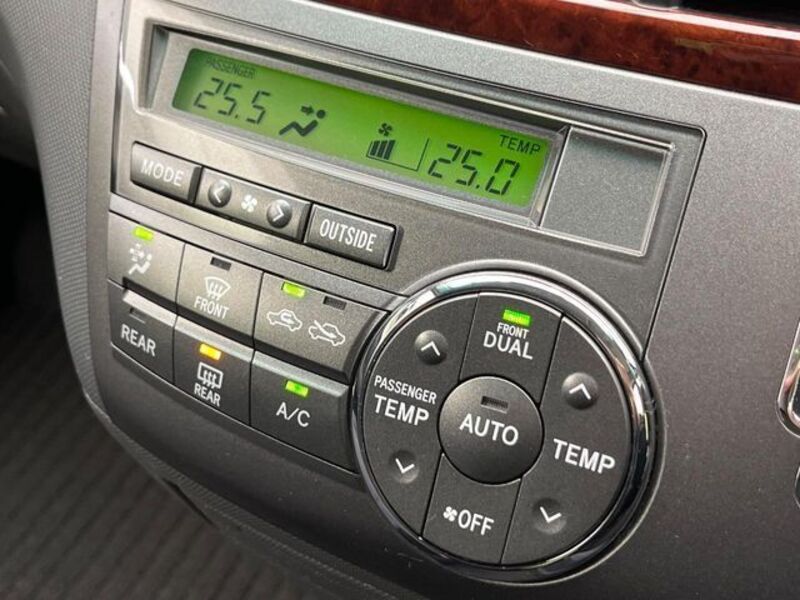 PASSENGER
25.5
TEMP
25.0
MODE
OUTSIDE
FRONT
REAR
REAR
A/C
FRONT
DUAL
PASSENGER
TEMP
AUTO
TEMP
OFF